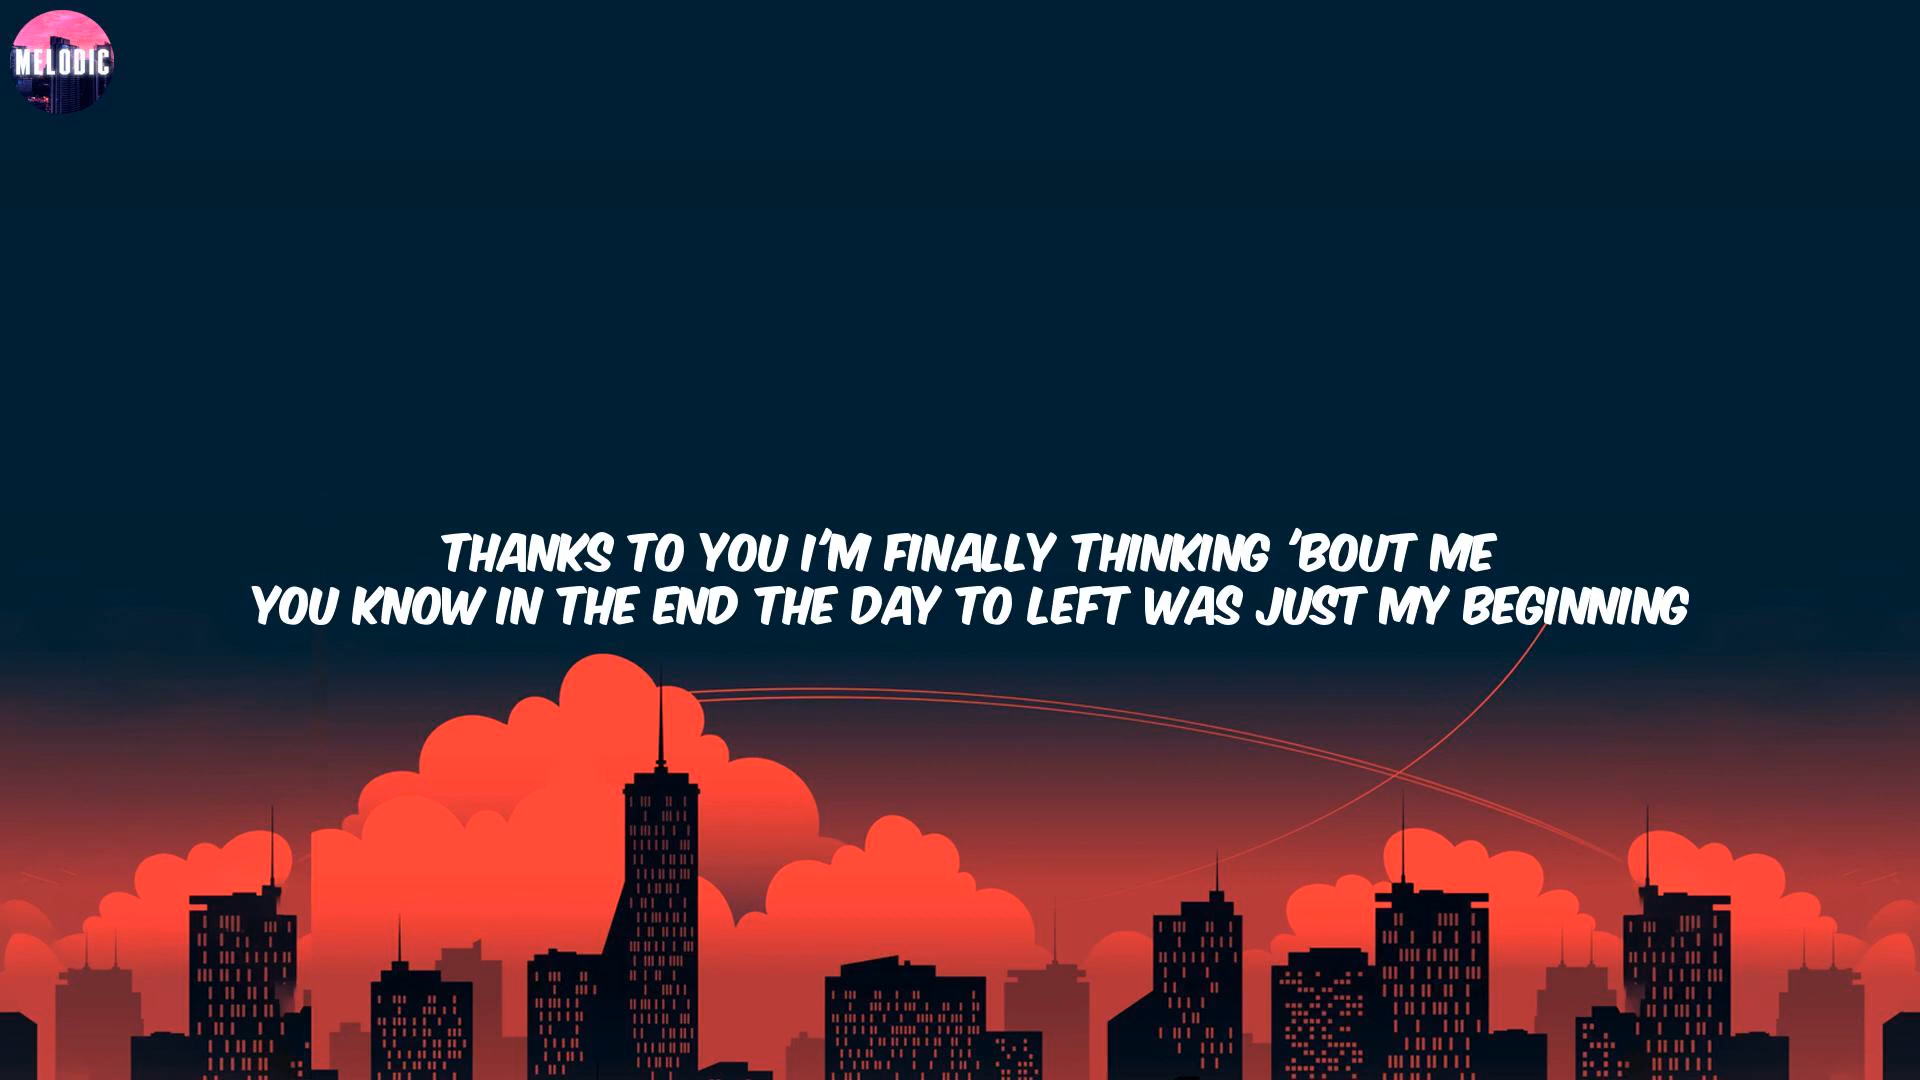 MELODIC
THANKS TO YOU I'M FINALLY THINKING 'BOUT ME
YOU KNOW IN THE END THE DAY TO LEFT WAS JUST MY BEGINNING